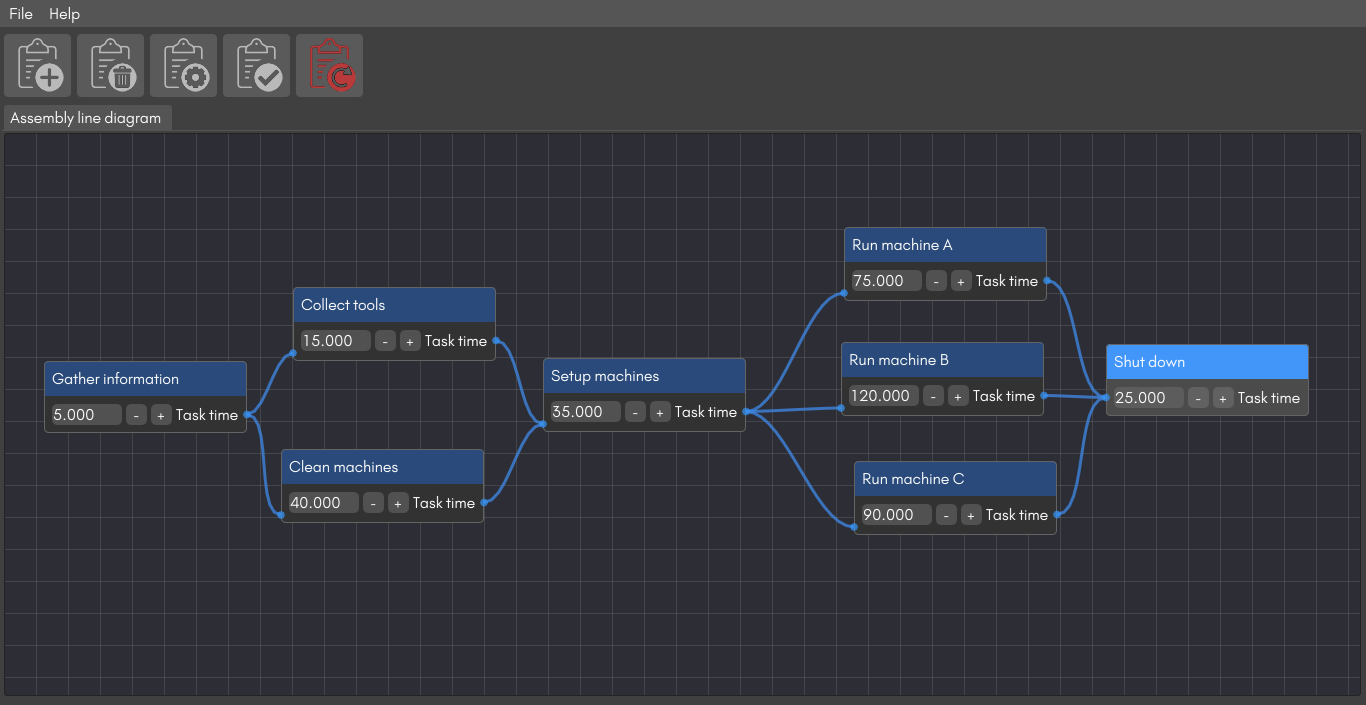 File Help
Assembly line diagram
Run machine A
75.000 - + Task time
Collect tools
15.000 - + Task time
Run machine B
120.000 - + Task time
Shut down
25.000 - + Task time
Setup machines
35.000 - + Task time
Gather information
5.000 - + Task time
Clean machines
40.000 - + Task time
Run machine C
90.000 - + Task time